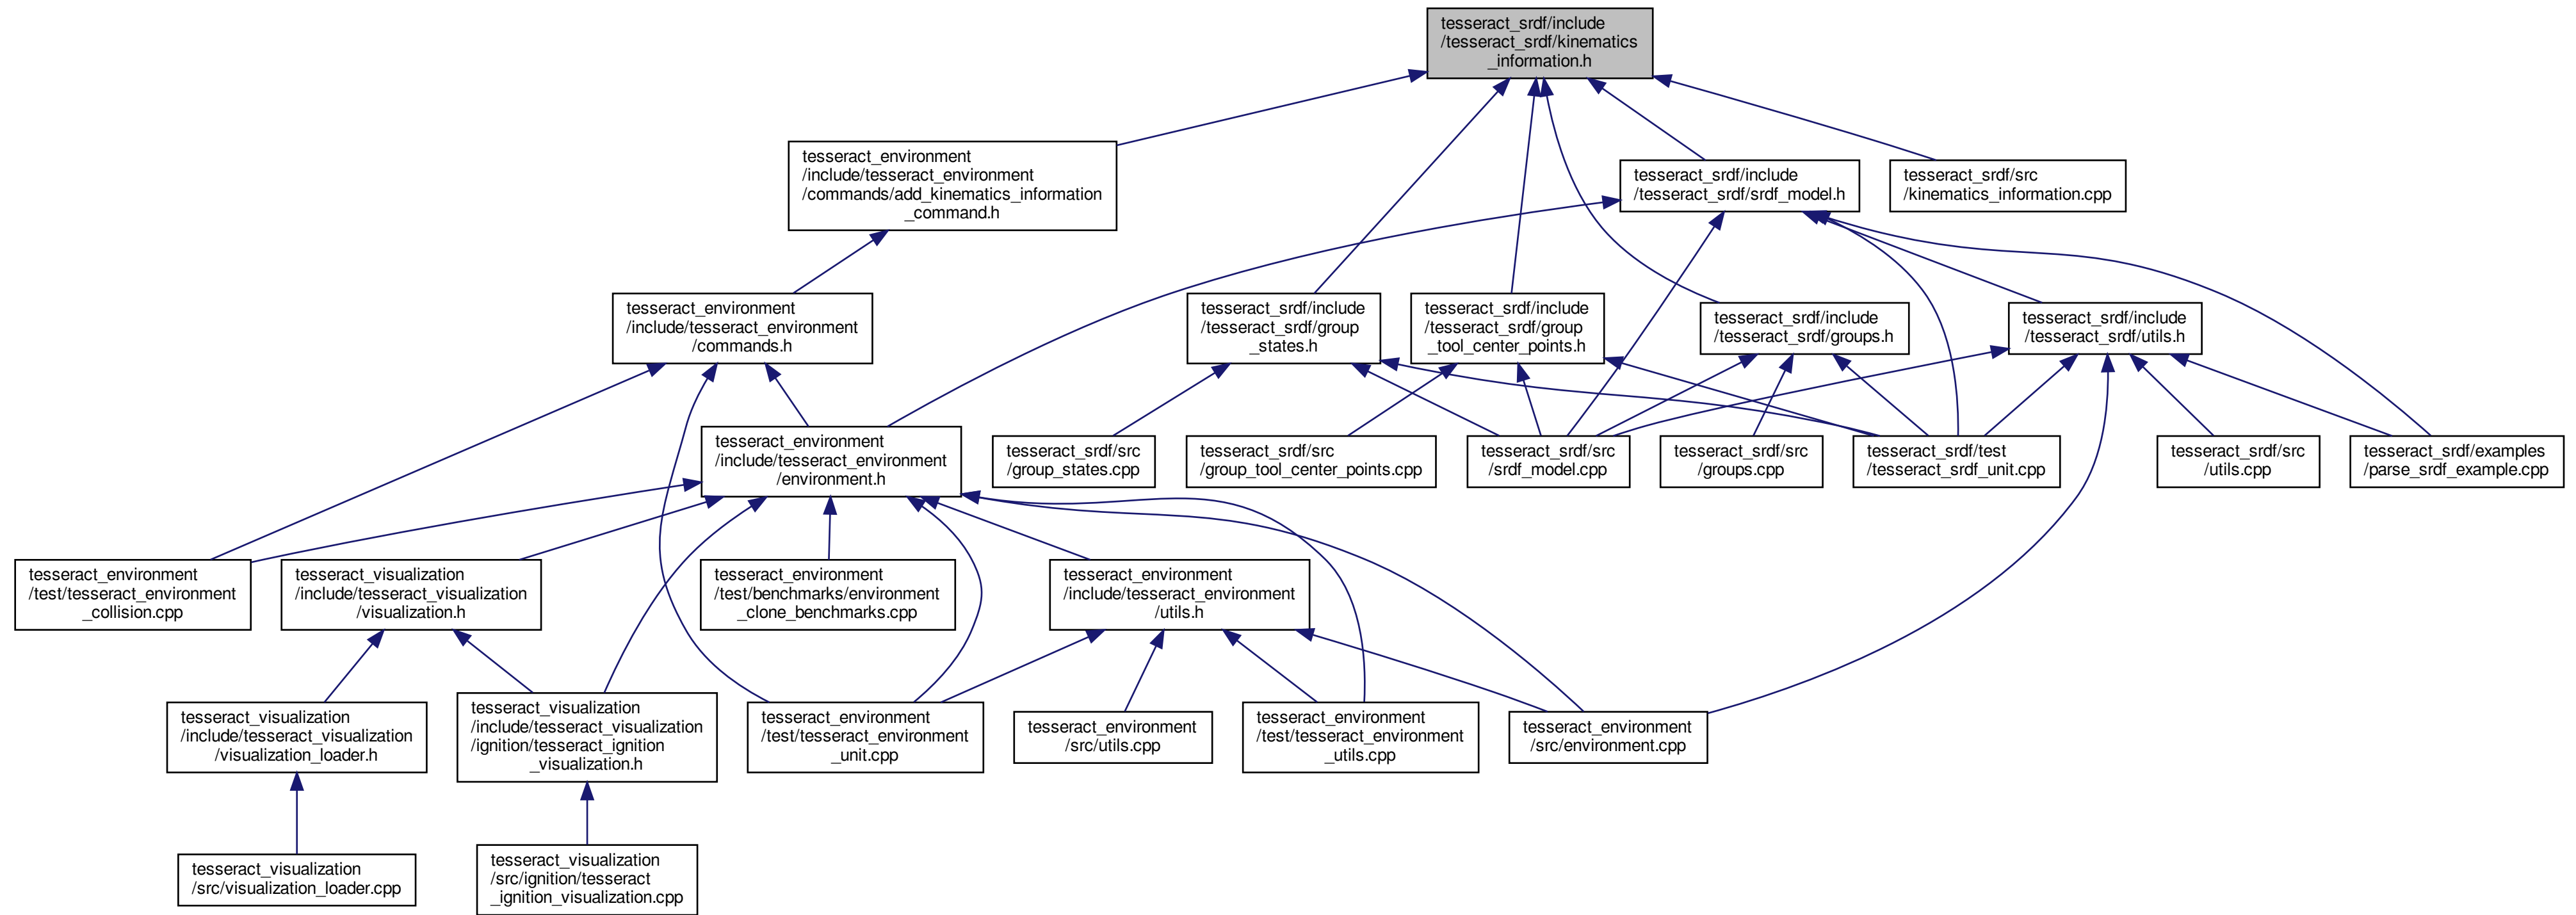 tesseract_srdf/include
/tesseract_srdf/kinematics
_information.h
tesseract_environment
/include/tesseract_environment
/commands/add_kinematics_information
_command.h
tesseract_srdf/include
/tesseract_srdf/srdf_model.h
tesseract_srdf/src
/kinematics_information.cpp
tesseract_environment
/include/tesseract_environment
/commands.h
tesseract_srdf/include
/tesseract_srdf/group
_states.h
tesseract_srdf/include
/tesseract_srdf/group
_tool_center_points.h
tesseract_srdf/include
/tesseract_srdf/groups.h
tesseract_srdf/include
/tesseract_srdf/utils.h
tesseract_environment
/include/tesseract_environment
/environment.h
tesseract_srdf/src
/group_states.cpp
tesseract_srdf/src
/group_tool_center_points.cpp
tesseract_srdf/src
/srdf_model.cpp
tesseract_srdf/src
/groups.cpp
tesseract_srdf/test
/tesseract_srdf_unit.cpp
tesseract_srdf/src
/utils.cpp
tesseract_srdf/examples
/parse_srdf_example.cpp
tesseract_environment
/test/tesseract_environment
_collision.cpp
tesseract_visualization
/include/tesseract_visualization
/visualization.h
tesseract_environment
/test/benchmarks/environment
_clone_benchmarks.cpp
tesseract_environment
/include/tesseract_environment
/utils.h
tesseract_visualization
/include/tesseract_visualization
/visualization_loader.h
tesseract_visualization
/include/tesseract_visualization
/ignition/tesseract_ignition
_visualization.h
tesseract_environment
/test/tesseract_environment
_unit.cpp
tesseract_environment
/src/utils.cpp
tesseract_environment
/test/tesseract_environment
_utils.cpp
tesseract_environment
/src/environment.cpp
tesseract_visualization
/src/visualization_loader.cpp
tesseract_visualization
/src/ignition/tesseract
_ignition_visualization.cpp